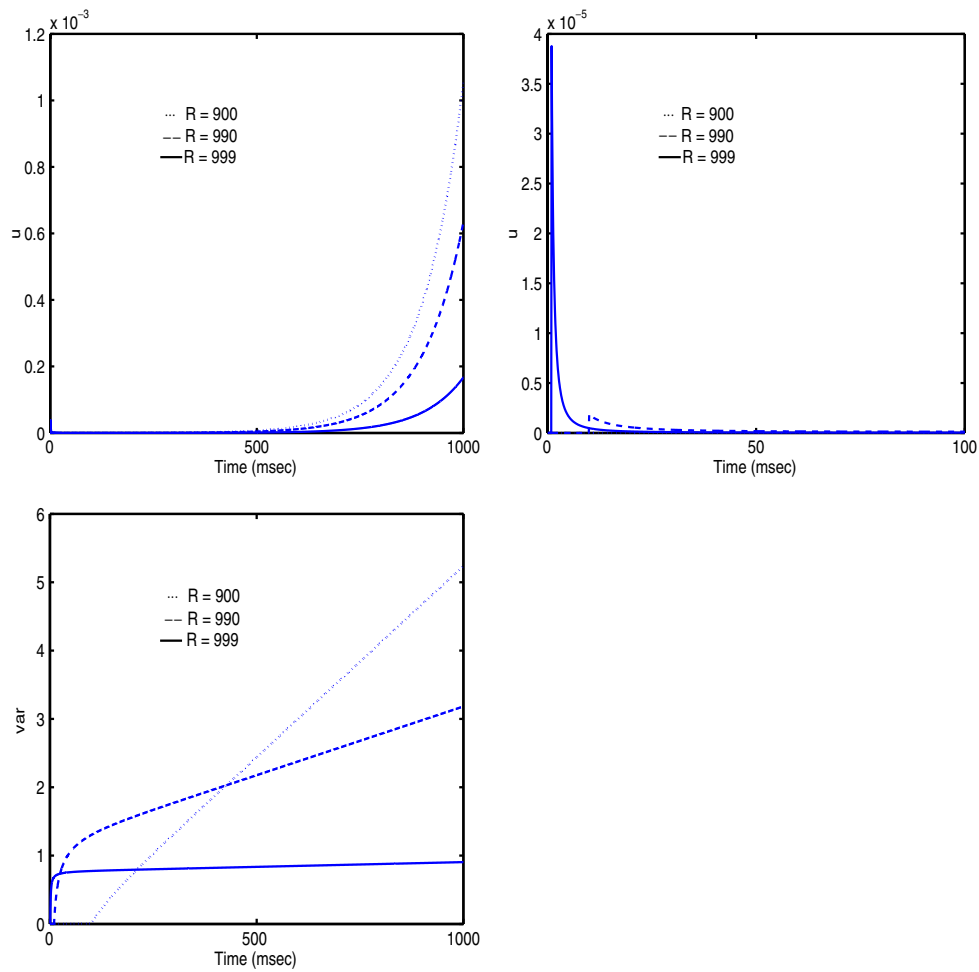 x 10⁻³
1.2
1
0.8
0.6
0.4
0.2
0
u
R = 900
R = 990
R = 999
0
500
1000
Time (msec)
x 10⁻⁵
4
3.5
3
2.5
2
1.5
1
0.5
0
u
R = 900
R = 990
R = 999
0
50
100
Time (msec)
6
5
4
3
2
1
0
var
R = 900
R = 990
R = 999
0
500
1000
Time (msec)